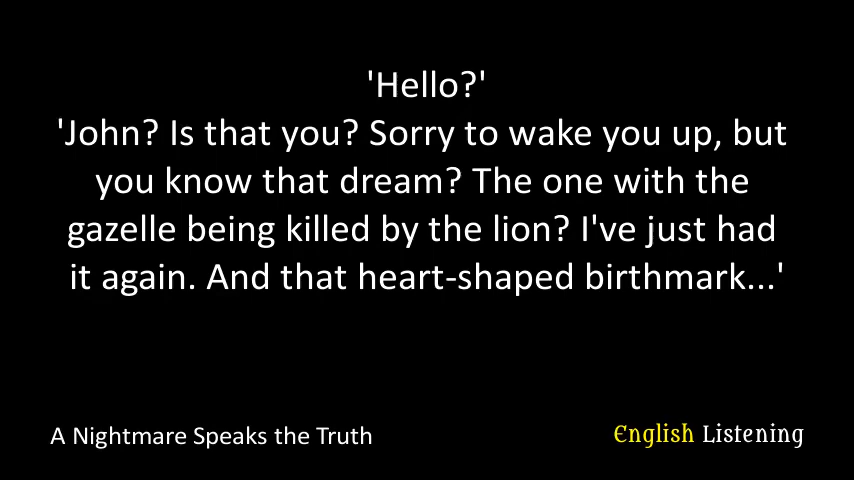 'Hello?'
'John? Is that you? Sorry to wake you up, but
you know that dream? The one with the
gazelle being killed by the lion? I've just had
it again. And that heart-shaped birthmark...'
A Nightmare Speaks the Truth
English Listening